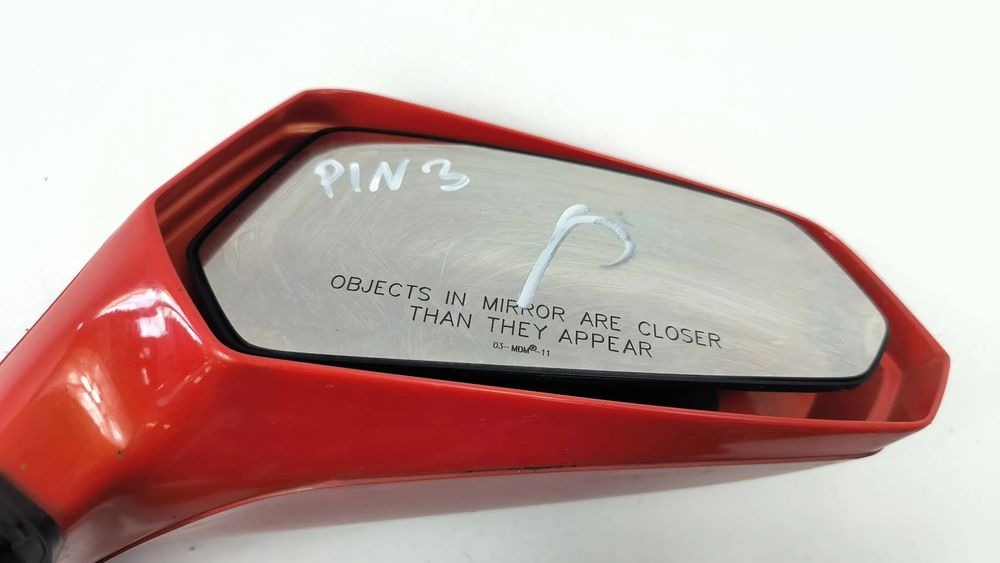 PIN 3
P
OBJECTS IN MIRROR ARE CLOSER
THAN THEY APPEAR
03-MDM®-11